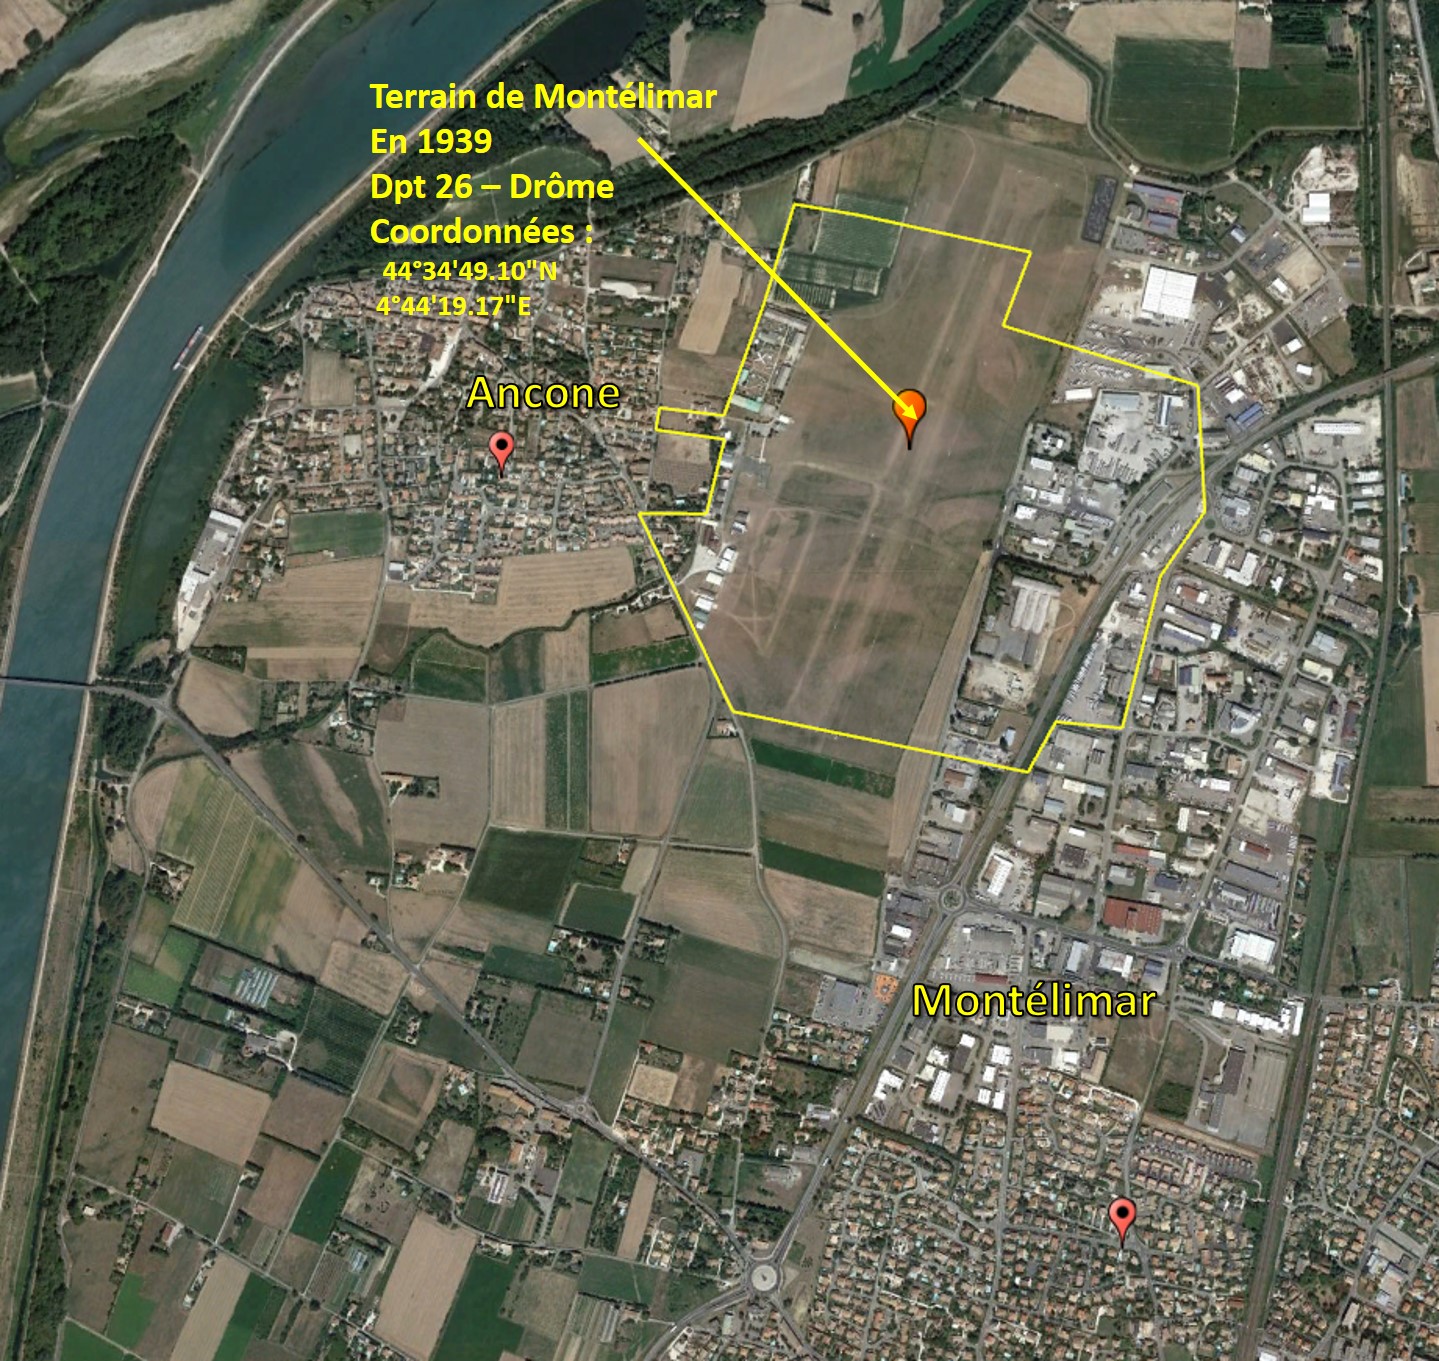 Terrain de Montélimar
En 1939
Dpt 26 – Drôme
Coordonnées :
44°34'49.10"N
4°44'19.17"E
Ancone
Montélimar